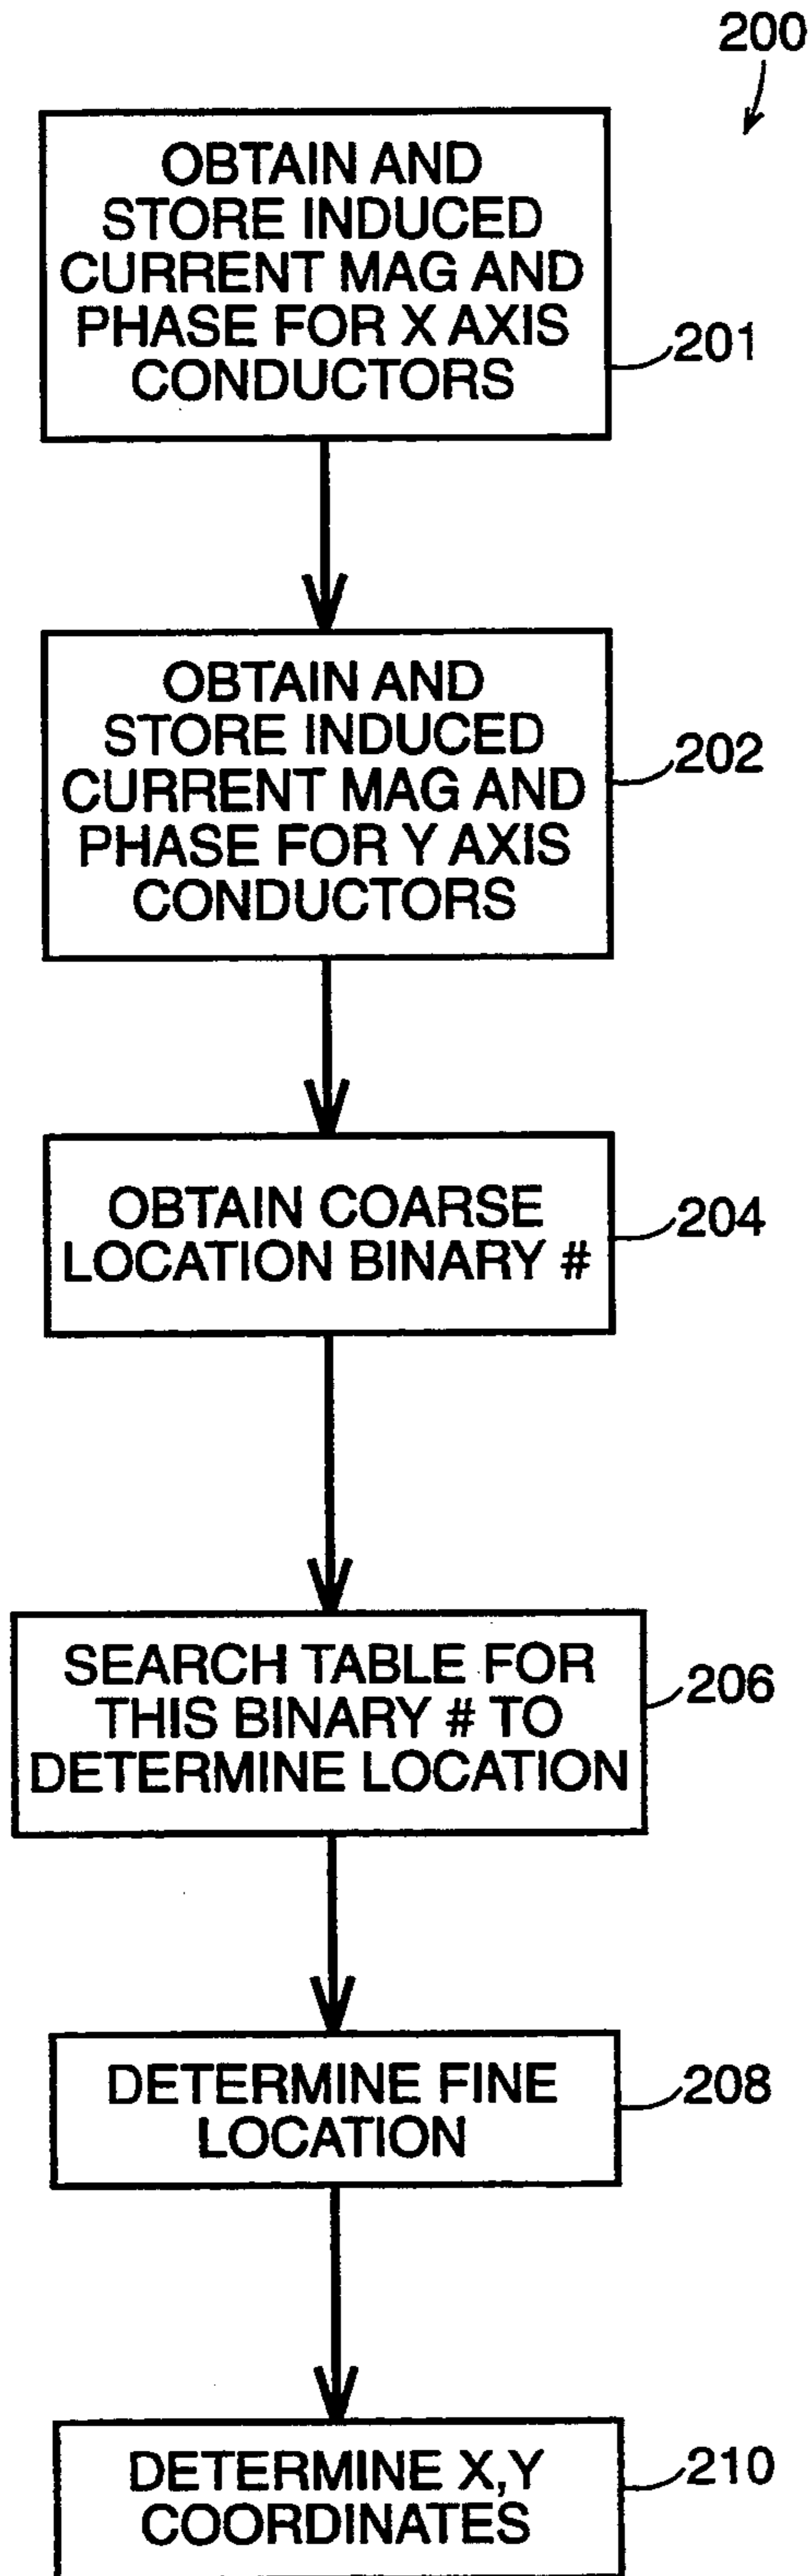 200
OBTAIN AND
STORE INDUCED
CURRENT MAG AND
PHASE FOR X AXIS
CONDUCTORS
201
OBTAIN AND
STORE INDUCED
CURRENT MAG AND
PHASE FOR Y AXIS
CONDUCTORS
202
OBTAIN COARSE
LOCATION BINARY #
204
SEARCH TABLE FOR
THIS BINARY # TO
DETERMINE LOCATION
206
DETERMINE FINE
LOCATION
208
DETERMINE X,Y
COORDINATES
210